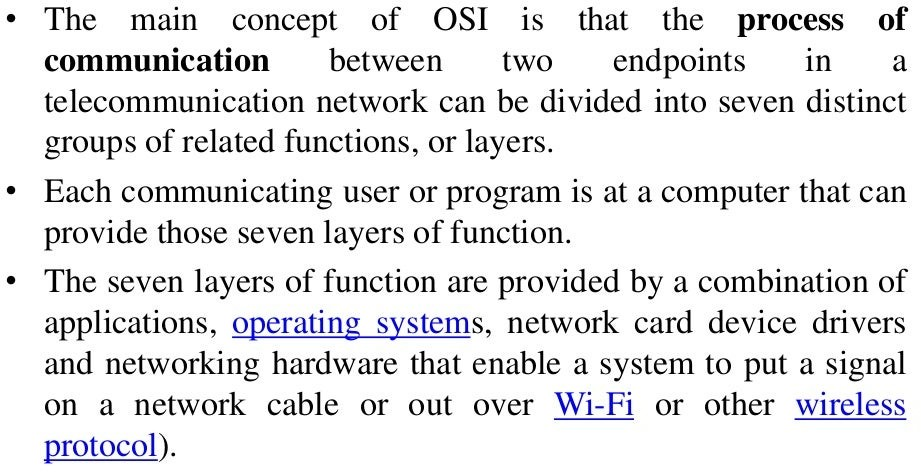 • The main concept of OSI is that the process of
communication between two endpoints in a
telecommunication network can be divided into seven distinct
groups of related functions, or layers.
• Each communicating user or program is at a computer that can
provide those seven layers of function.
• The seven layers of function are provided by a combination of
applications, operating systems, network card device drivers
and networking hardware that enable a system to put a signal
on a network cable or out over Wi-Fi or other wireless
protocol).